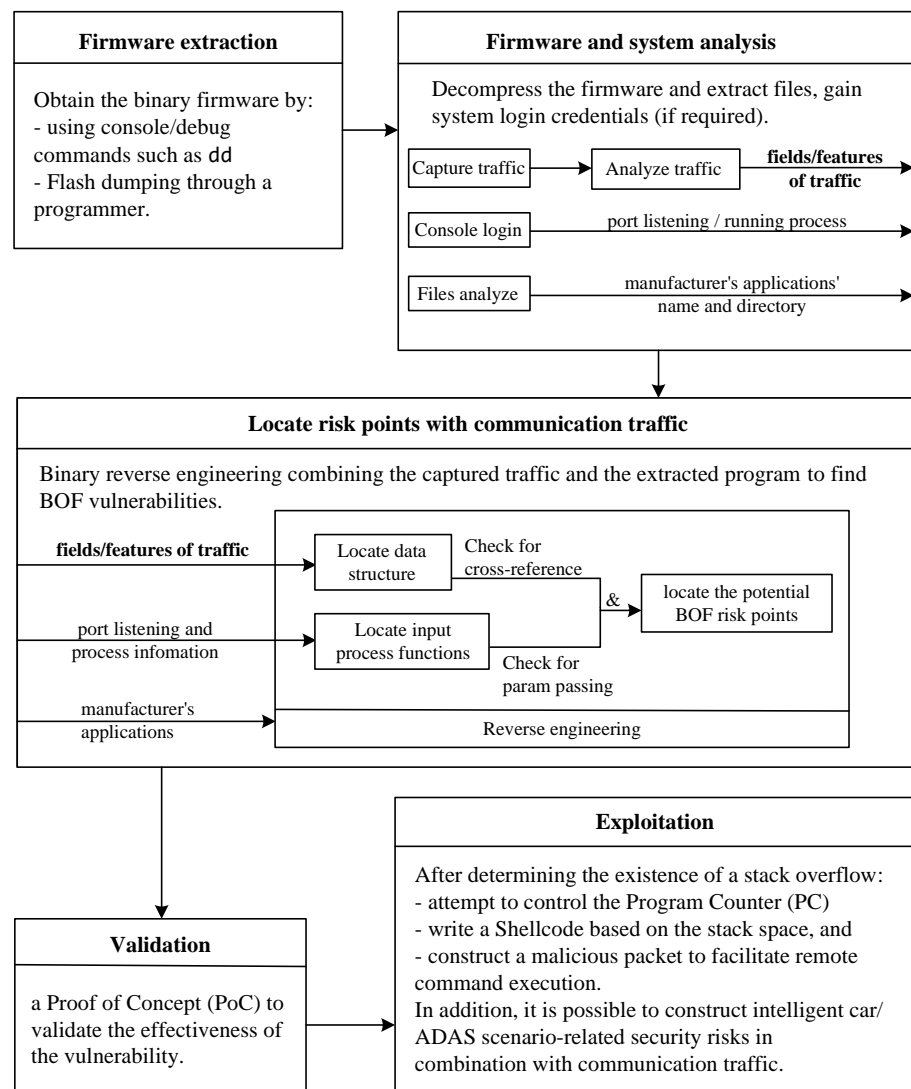 Firmware extraction
Obtain the binary firmware by:
- using console/debug
commands such as dd
- Flash dumping through a
programmer.
Firmware and system analysis
Decompress the firmware and extract files, gain
system login credentials (if required).
Capture traffic
Analyze traffic
fields/features
of traffic
Console login
port listening / running process
Files analyze
manufacturer's applications'
name and directory
Locate risk points with communication traffic
Binary reverse engineering combining the captured traffic and the extracted program to find
BOF vulnerabilities.
fields/features of traffic
Locate data
structure
Check for
cross-reference
&
locate the potential
BOF risk points
port listening and
process infomation
Locate input
process functions
Check for
param passing
manufacturer's
applications
Reverse engineering
Validation
a Proof of Concept (PoC) to
validate the effectiveness of
the vulnerability.
Exploitation
After determining the existence of a stack overflow:
- attempt to control the Program Counter (PC)
- write a Shellcode based on the stack space, and
- construct a malicious packet to facilitate remote
command execution.
In addition, it is possible to construct intelligent car/
ADAS scenario-related security risks in
combination with communication traffic.